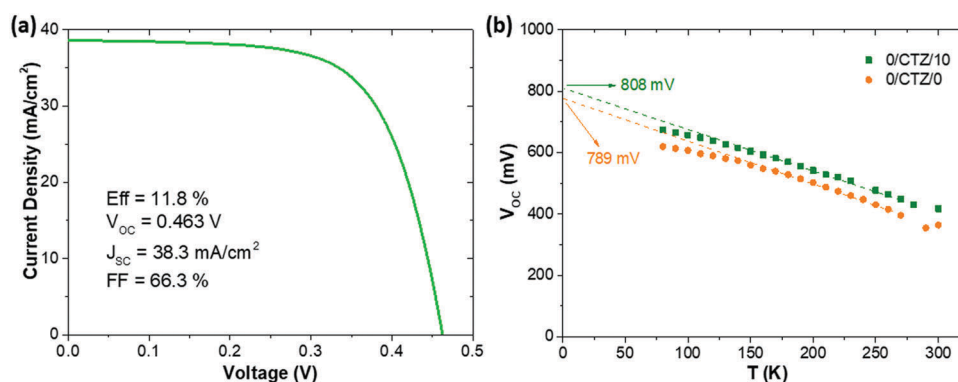 (a)
40
30
20
10
0
Current Density (mA/cm²)
Eff = 11.8 %
V_OC = 0.463 V
J_SC = 38.3 mA/cm²
FF = 66.3 %
0.0 0.1 0.2 0.3 0.4 0.5
Voltage (V)
(b)
1000
800
600
400
200
0
V_OC (mV)
0/CTZ/10
0/CTZ/0
808 mV
789 mV
0 50 100 150 200 250 300
T (K)